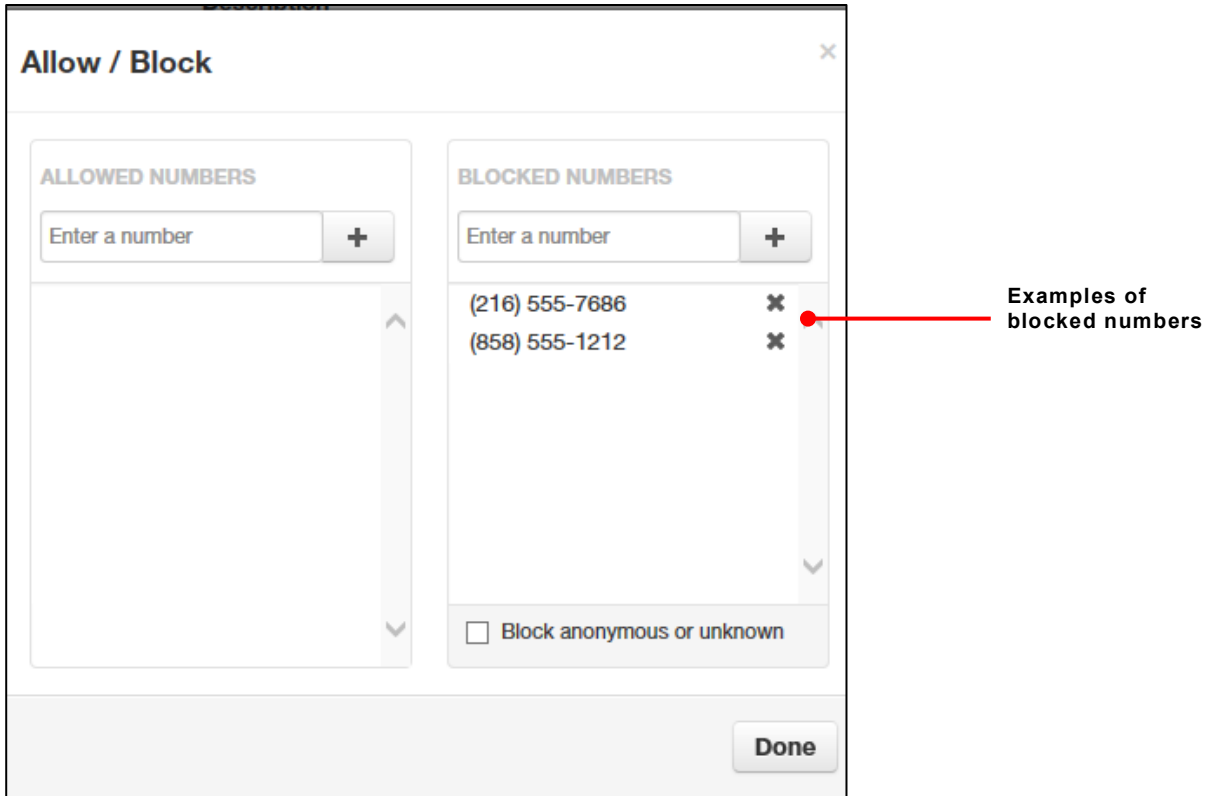 Description
Allow / Block
ALLOWED NUMBERS
Enter a number
BLOCKED NUMBERS
Enter a number
(216) 555-7686
(858) 555-1212
Block anonymous or unknown
Done
Examples of
blocked numbers